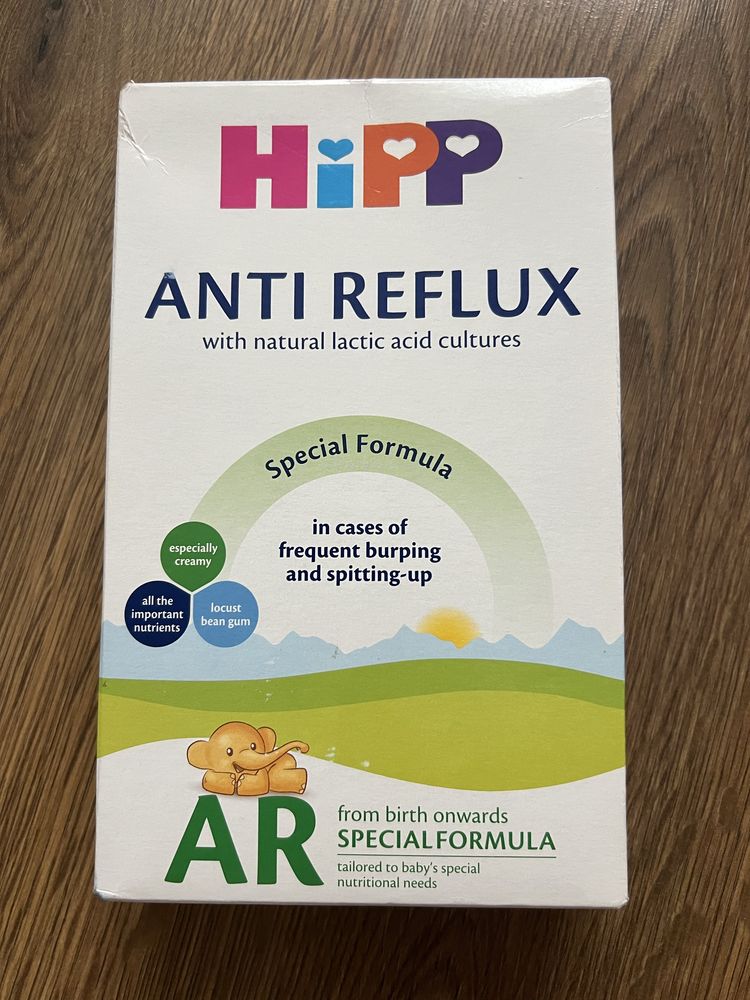 HiPP
ANTI REFLUX
with natural lactic acid cultures
Special Formula
in cases of
frequent burping
and spitting-up
especially
creamy
all the
important
nutrients
locust
bean gum
AR
from birth onwards
SPECIALFORMULA
tailored to baby's special
nutritional needs